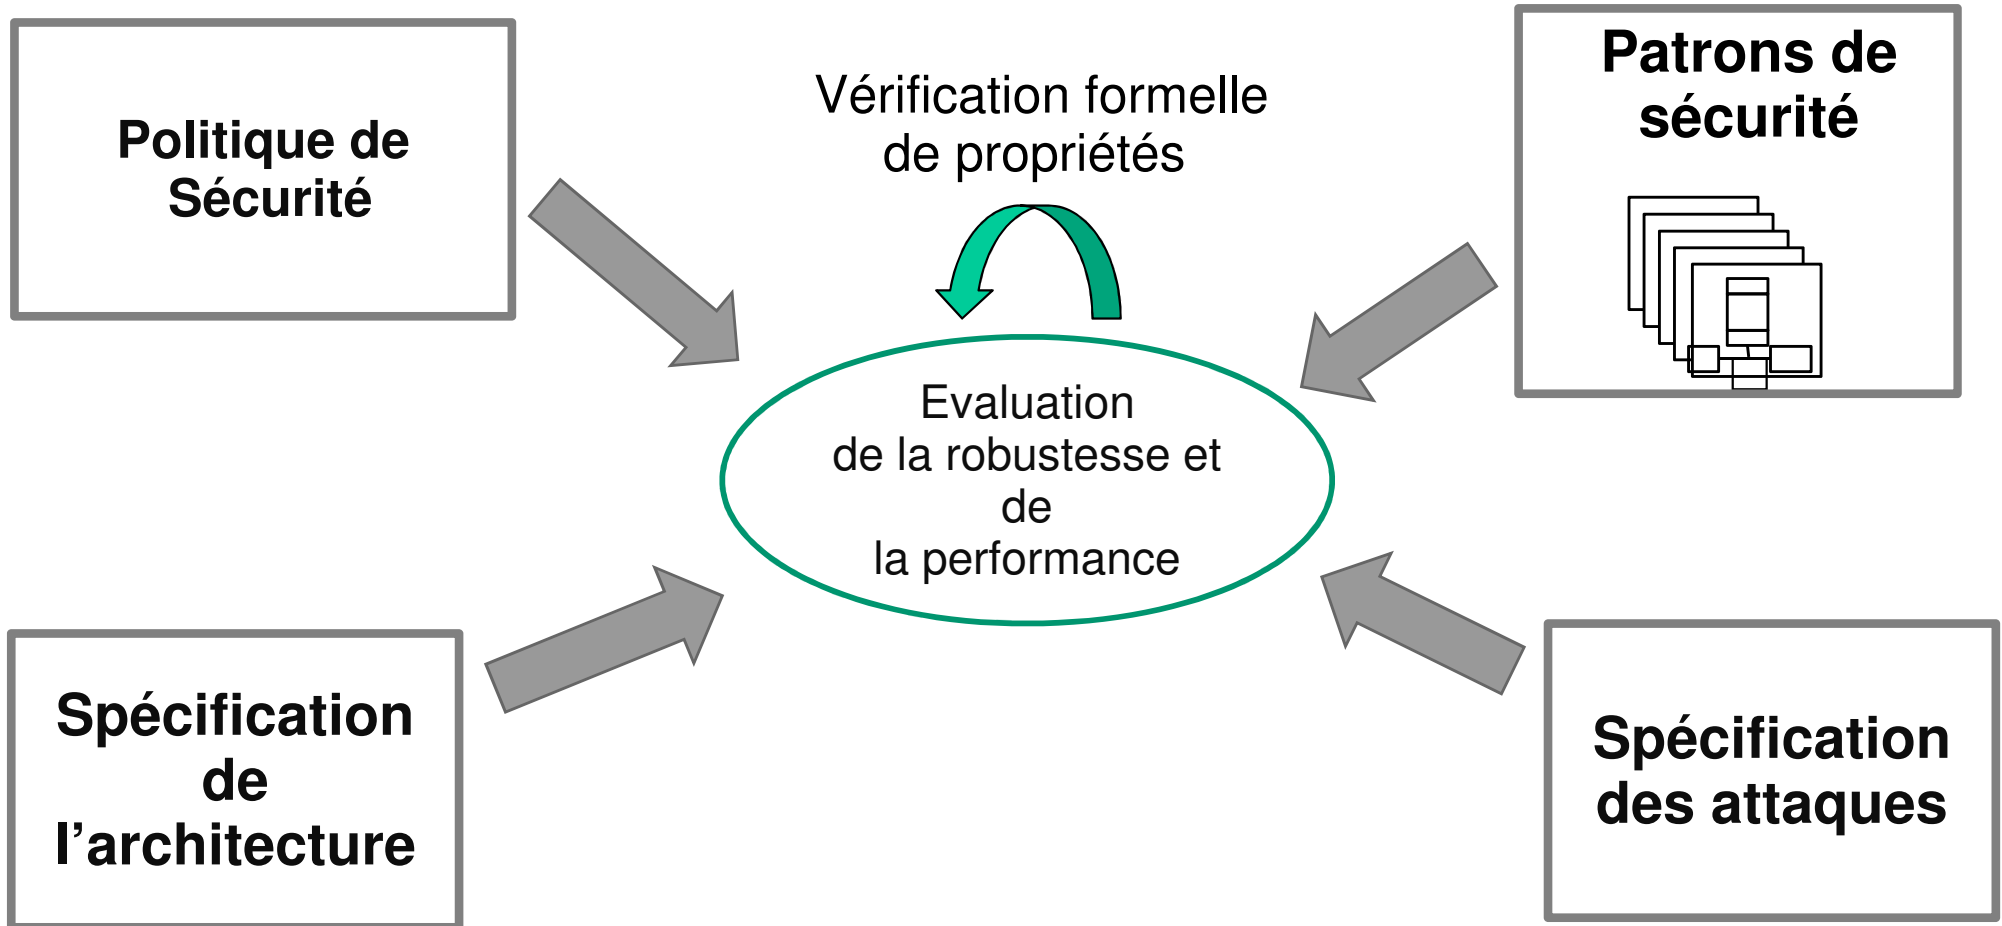 Politique de
Sécurité
Vérification formelle
de propriétés
Patrons de
sécurité
Evaluation
de la robustesse et
de
la performance
Spécification
de
l’architecture
Spécification
des attaques